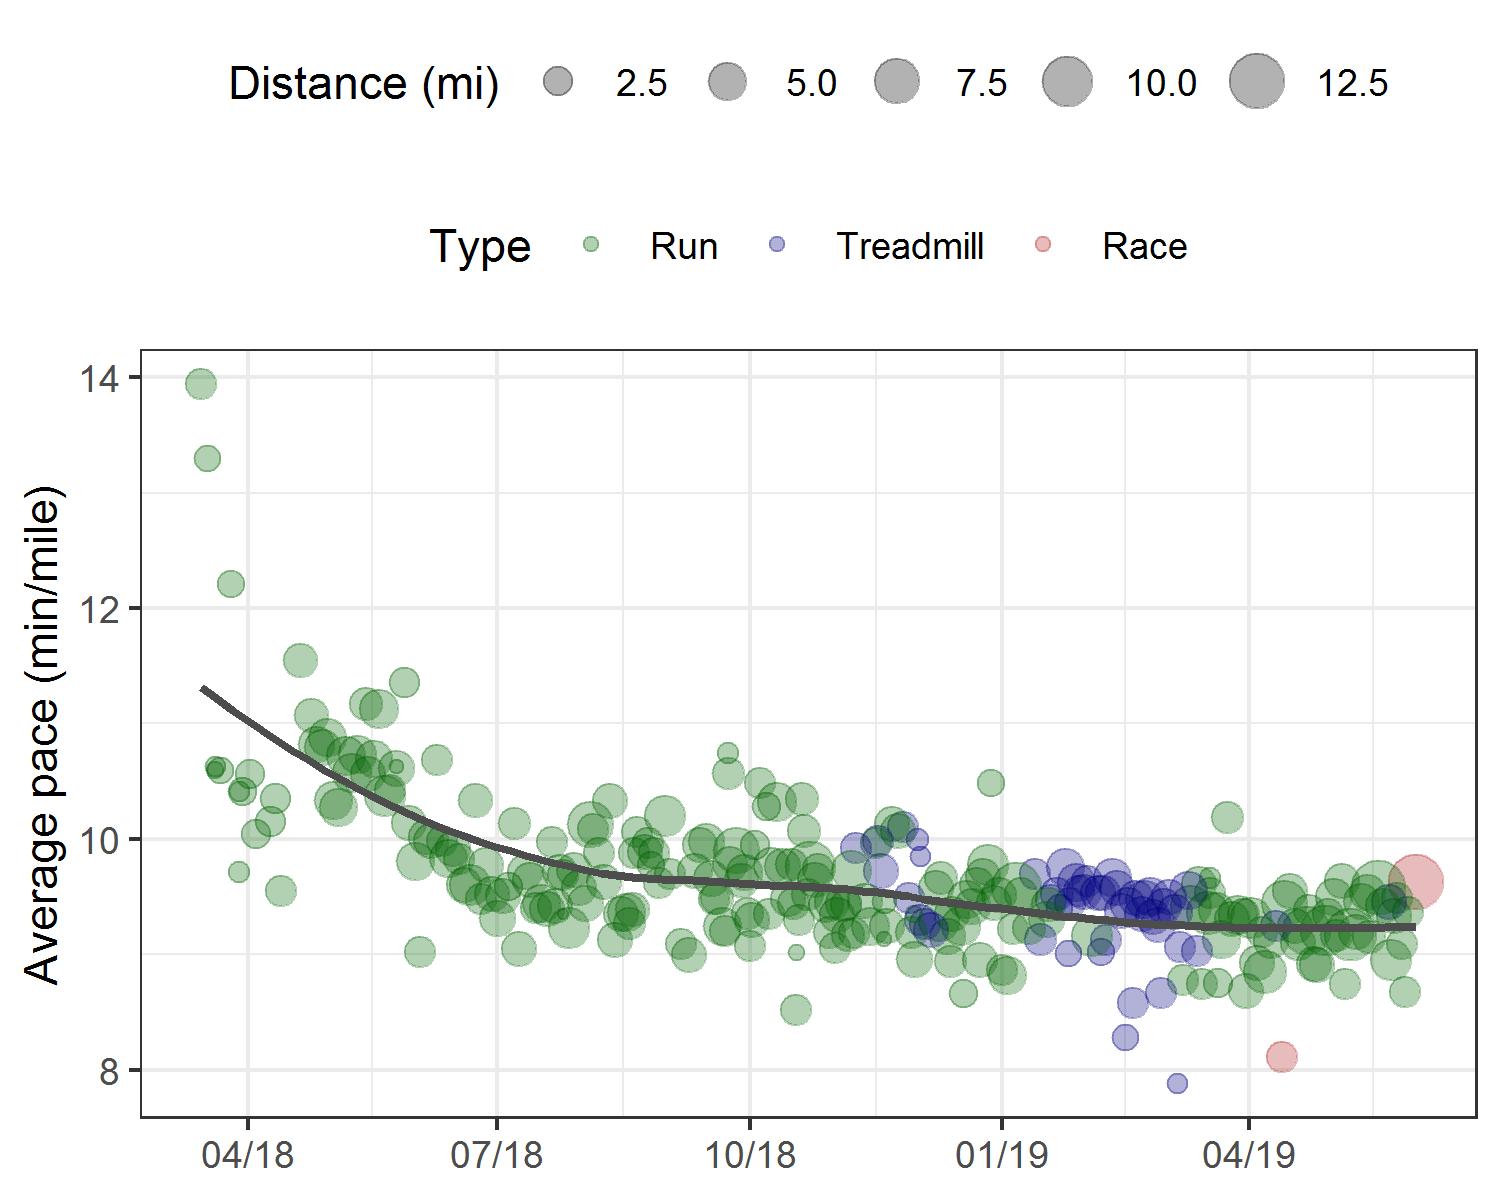 Distance (mi) 2.5 5.0 7.5 10.0 12.5
Type Run Treadmill Race
Average pace (min/mile)
14
12
10
8
04/18 07/18 10/18 01/19 04/19